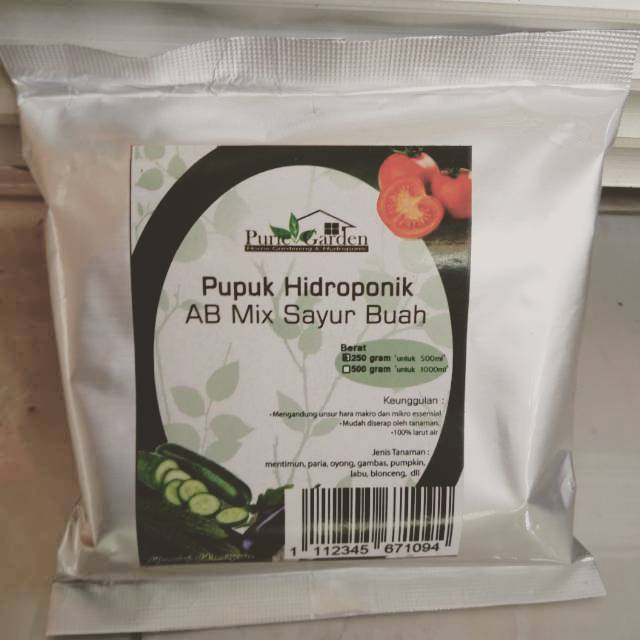 Pure Garden
Home Gardening & Hydroponic
Pupuk Hidroponik
AB Mix Sayur Buah
Berat
250 gram *untuk 500ml*
500 gram *untuk 1000ml*
Keunggulan :
•Mengandung unsur hara makro dan mikro essensial
•Mudah diserap oleh tanaman.
•100% larut air
Jenis Tanaman :
mentimun, paria, oyong, gambas, pumpkin,
labu, blonceng, dll
1 112345 671094